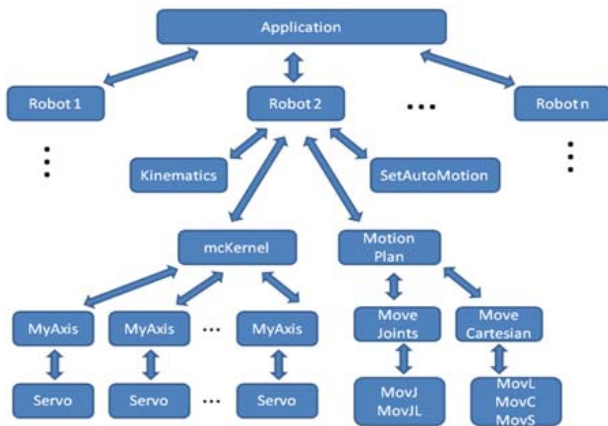 Application
Robot 1
Robot 2
...
Robot n
Kinematics
SetAutoMotion
mcKernel
Motion
Plan
MyAxis
MyAxis
...
MyAxis
Move
Joints
Move
Cartesian
Servo
Servo
...
Servo
MovJ
MovJL
MovL
MovC
MovS